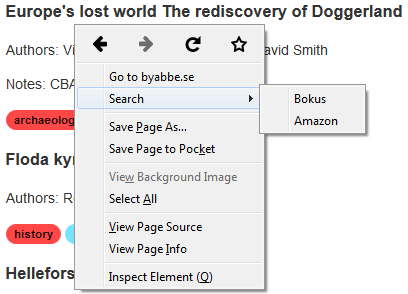 Europe's lost world The rediscovery of Doggerland
Authors: Vi avid Smith
Notes: CBA
archaeolog
Go to byabbe.se
Search
Bokus
Amazon
Save Page As...
Save Page to Pocket
View Background Image
Select All
View Page Source
View Page Info
Inspect Element (Q)
Floda kyr
Authors: R
history
Hellefors